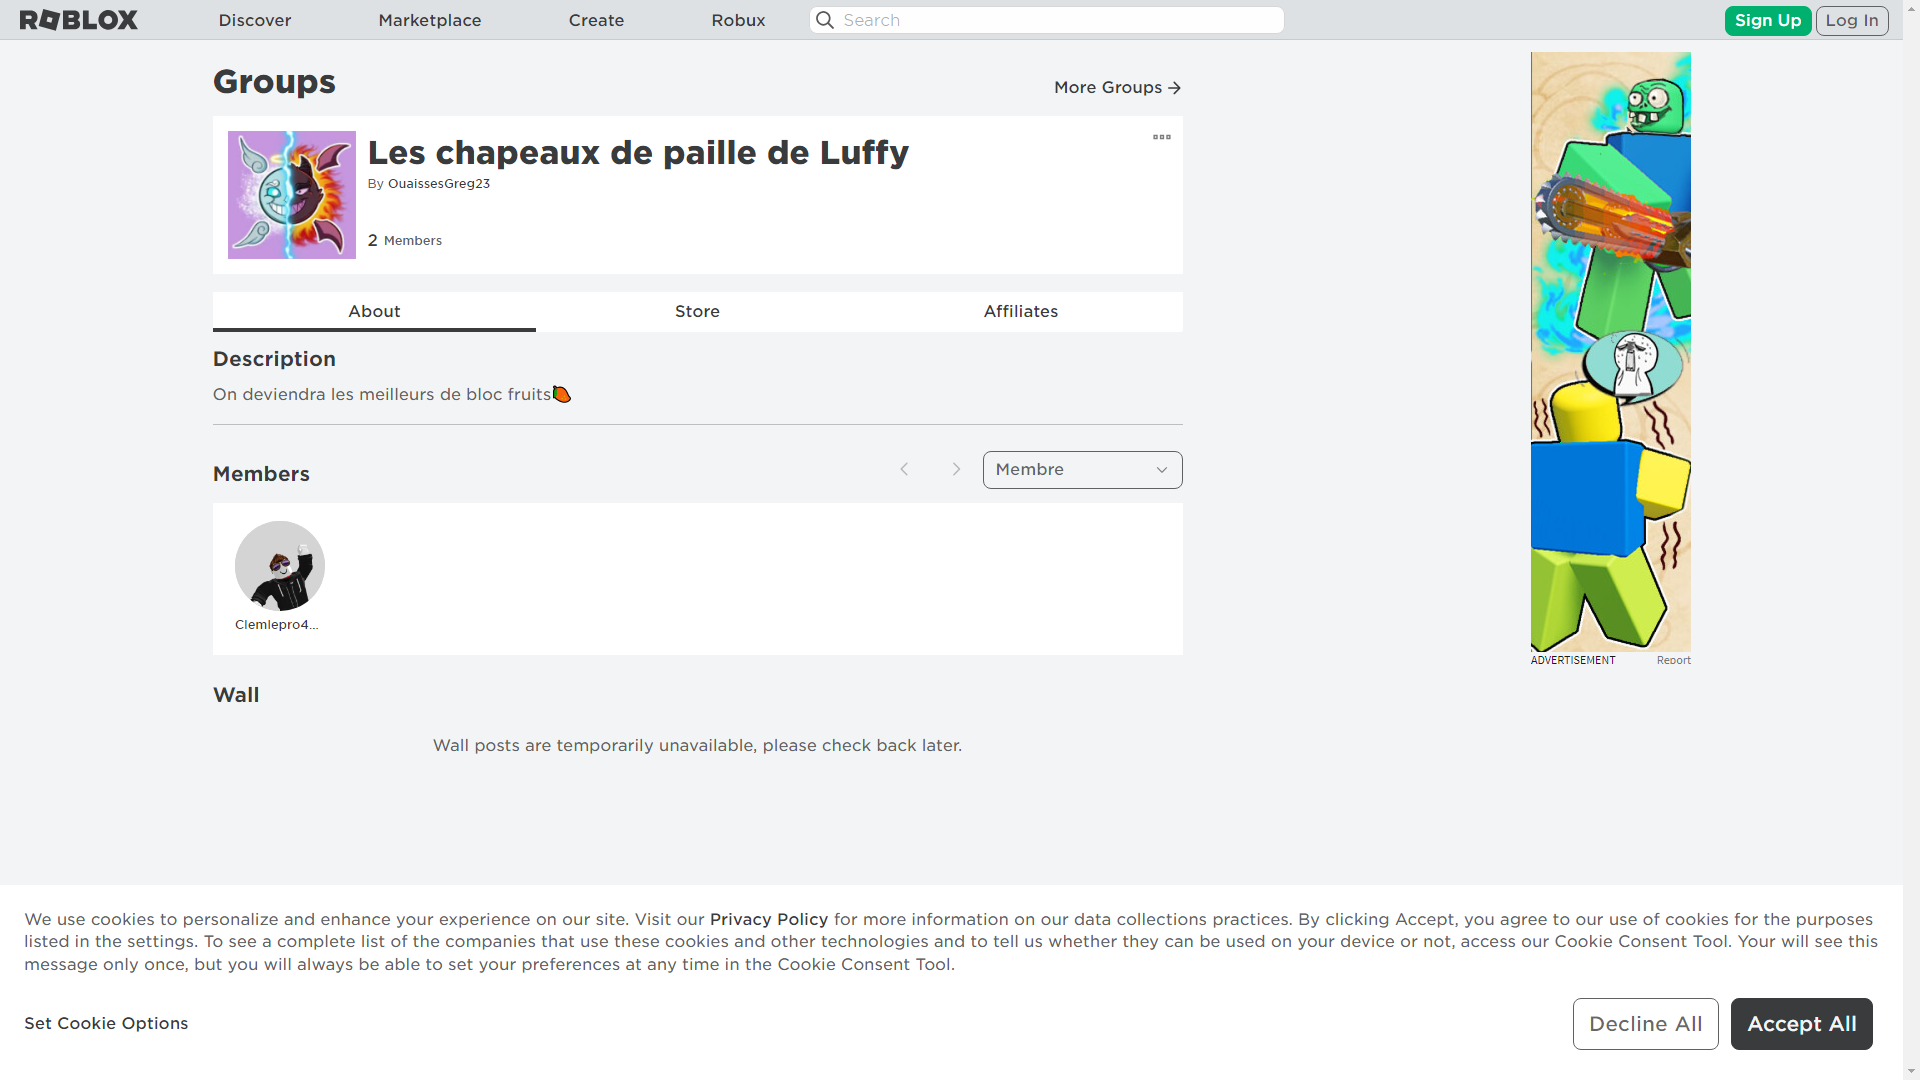 ROBLOX Discover Marketplace Create Robux Search Sign Up Log In
Groups
More Groups
Les chapeaux de paille de Luffy
By OuaissesGreg23
2 Members
About Store Affiliates
Description
On deviendra les meilleurs de bloc fruits🥭
Members
Membre
Clemlepro4...
Wall
Wall posts are temporarily unavailable, please check back later.
ADVERTISEMENT Report
We use cookies to personalize and enhance your experience on our site. Visit our Privacy Policy for more information on our data collections practices. By clicking Accept, you agree to our use of cookies for the purposes
listed in the settings. To see a complete list of the companies that use these cookies and other technologies and to tell us whether they can be used on your device or not, access our Cookie Consent Tool. Your will see this
message only once, but you will always be able to set your preferences at any time in the Cookie Consent Tool.
Set Cookie Options
Decline All
Accept All